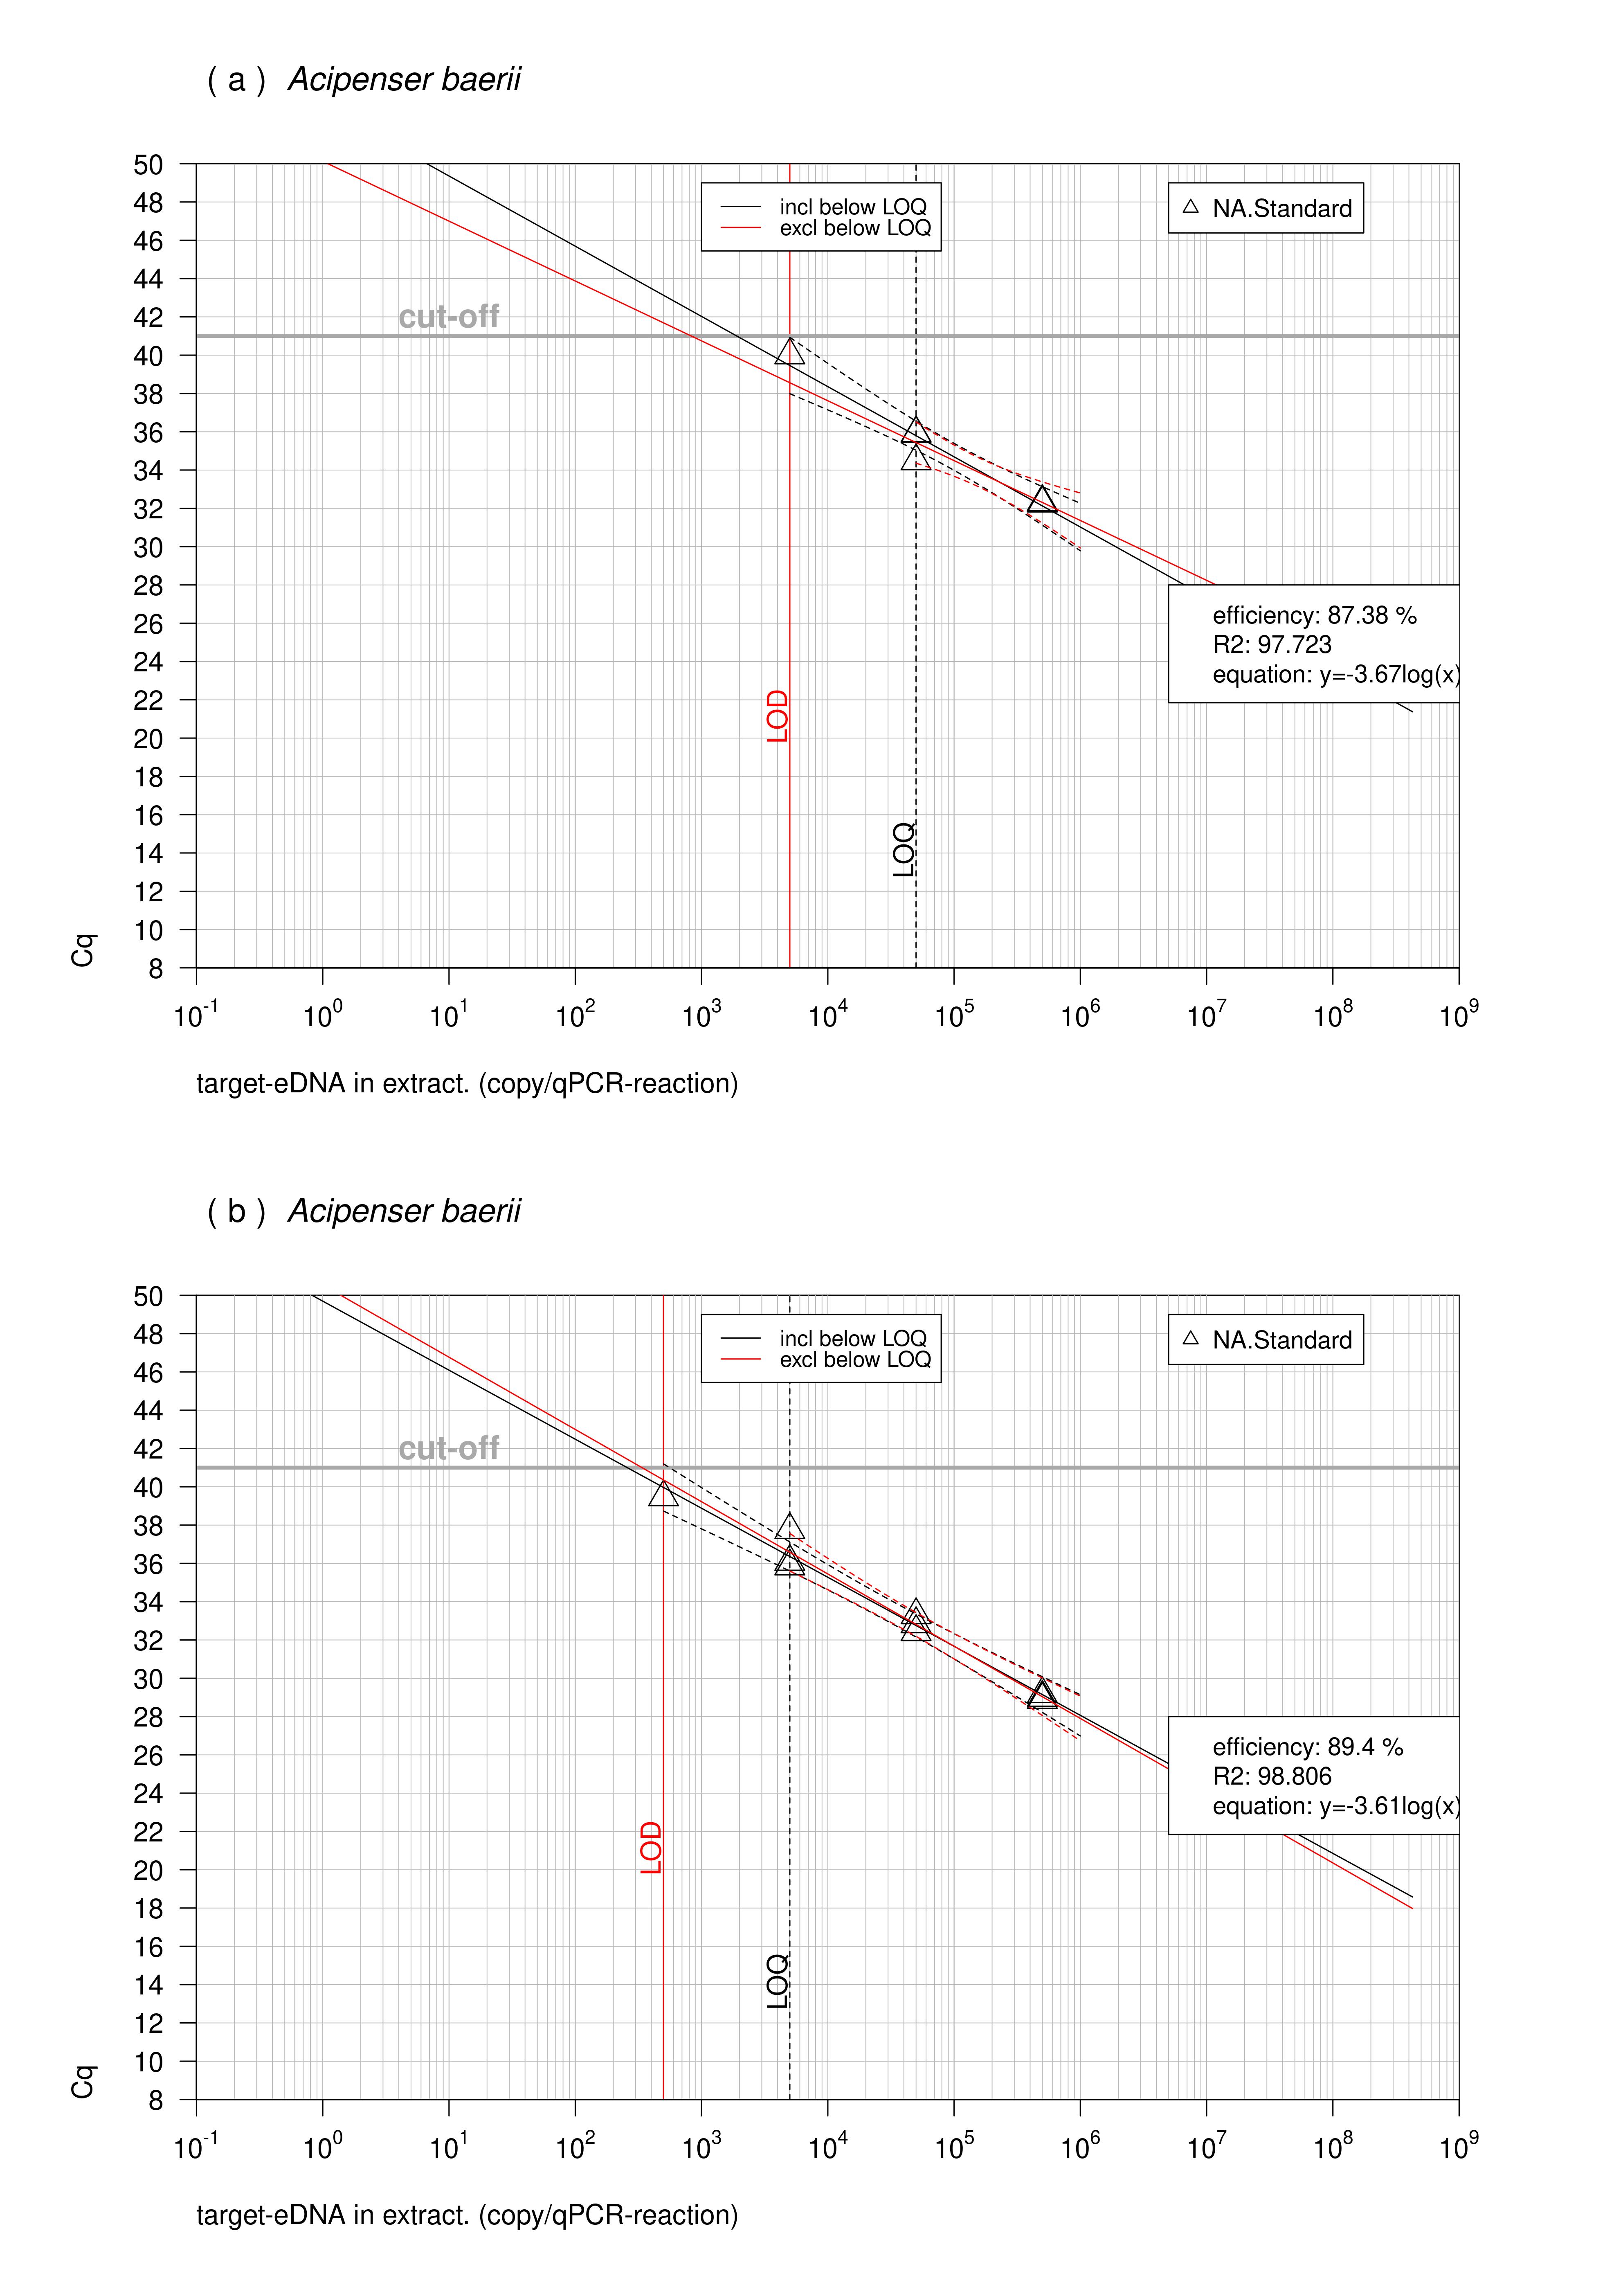 ( a ) Acipenser baerii
50
48
46
44
42
40
38
36
34
32
30
28
26
24
22
20
18
16
14
12
10
8
Cq
incl below LOQ
excl below LOQ
NA.Standard
cut-off
LOD
LOQ
efficiency: 87.38 %
R2: 97.723
equation: y=-3.67log(x)
10-1 100 101 102 103 104 105 106 107 108 109
target-eDNA in extract. (copy/qPCR-reaction)
( b ) Acipenser baerii
50
48
46
44
42
40
38
36
34
32
30
28
26
24
22
20
18
16
14
12
10
8
Cq
incl below LOQ
excl below LOQ
NA.Standard
cut-off
LOD
LOQ
efficiency: 89.4 %
R2: 98.806
equation: y=-3.61log(x)
10-1 100 101 102 103 104 105 106 107 108 109
target-eDNA in extract. (copy/qPCR-reaction)